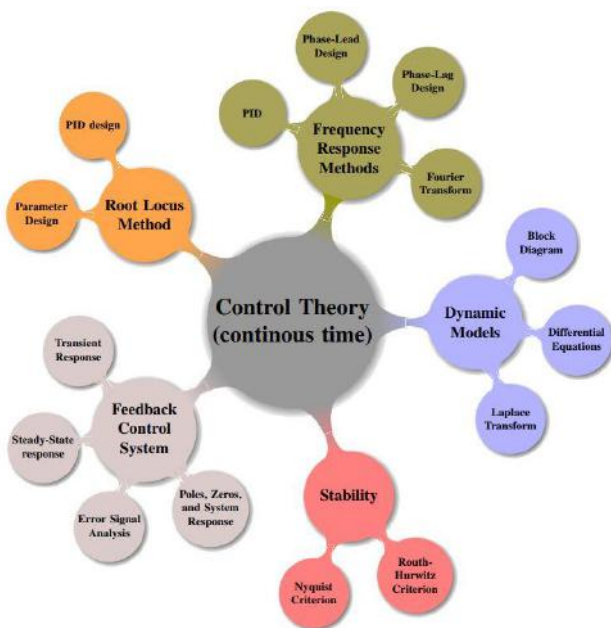 Phase-Lead
Design
Phase-Lag
Design
PID
Frequency
Response
Methods
Fourier
Transform
PID design
Parameter
Design
Root Locus
Method
Block
Diagram
Control Theory
(continous time)
Dynamic
Models
Differential
Equations
Laplace
Transform
Transient
Response
Feedback
Control
System
Steady-State
response
Error Signal
Analysis
Poles, Zeros,
and System
Response
Stability
Nyquist
Criterion
Routh-
Hurwitz
Criterion